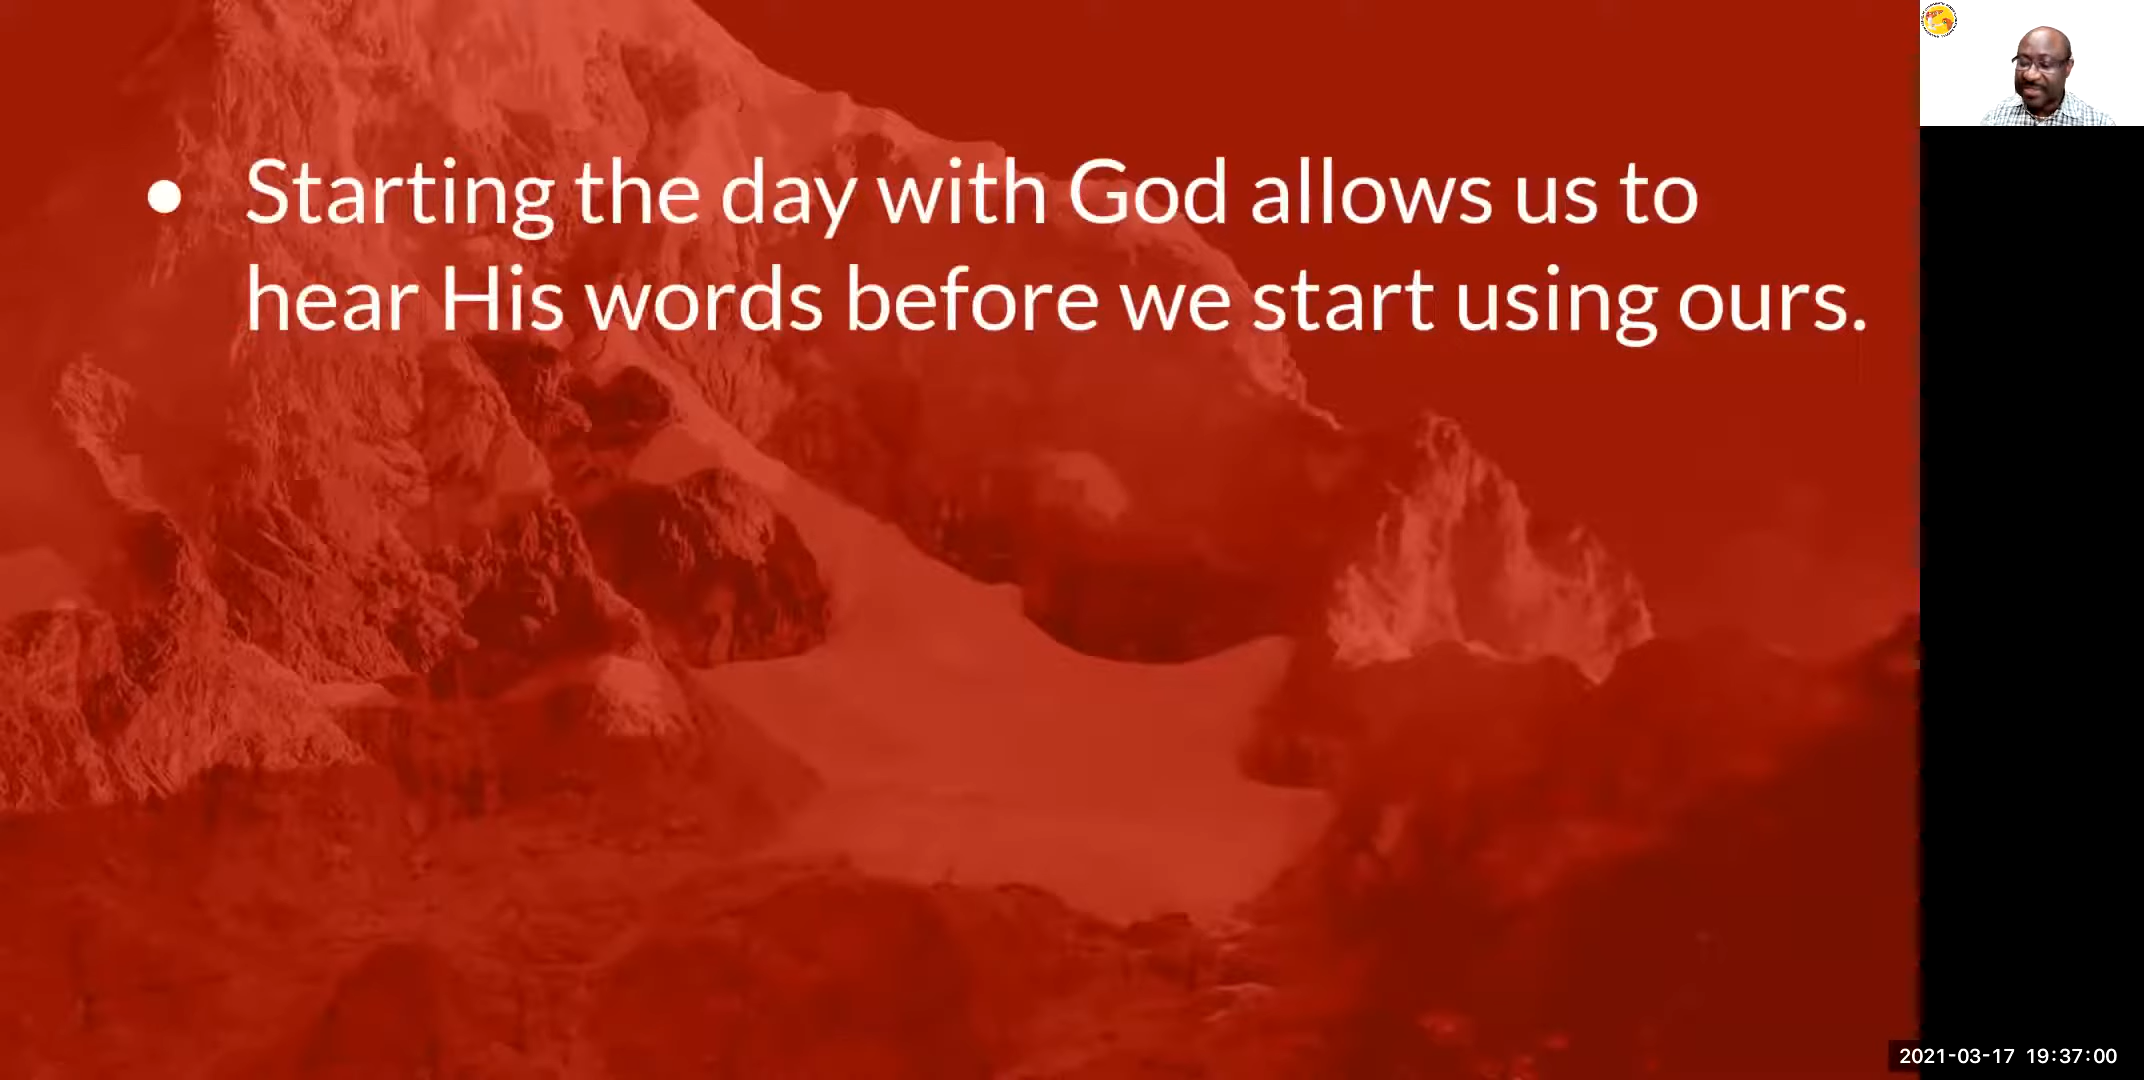 • Starting the day with God allows us to
hear His words before we start using ours.
2021-03-17 19:37:00